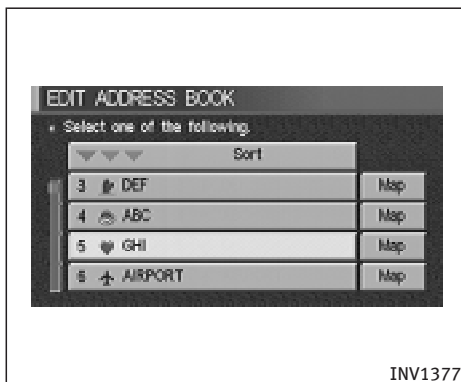 EDIT ADDRESS BOOK
Select one of the following.
Sort
3 DEF Map
4 ABC Map
5 GHI Map
6 AIRPORT Map
INV1377